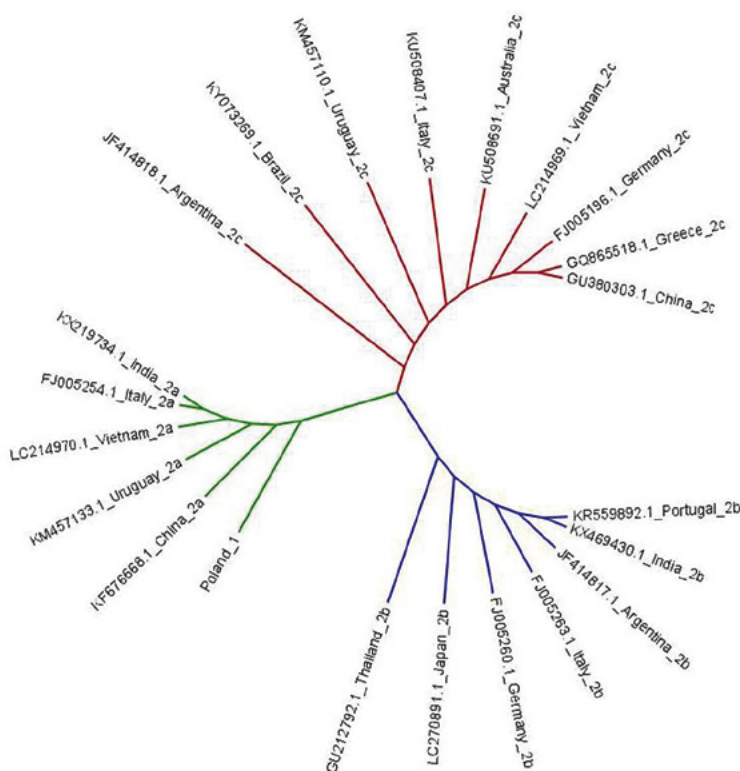 JF414818.1_Argentina_2c
KY073269.1_Brazil_2c
KM457110.1_Uruguay_2c
KU508407.1_Italy_2c
KU508691.1_Australia_2c
LC214969.1_Vietnam_2c
FJ005196.1_Germany_2c
GQ865518.1_Greece_2c
GU380303.1_China_2c
KX219734.1_India_2a
FJ005254.1_Italy_2a
LC214970.1_Vietnam_2a
KM457133.1_Uruguay_2a
KF676668.1_China_2a
Poland_1
GU212792.1_Thailand_2b
LC270891.1_Japan_2b
FJ005260.1_Germany_2b
FJ005263.1_Italy_2b
JF414817.1_Argentina_2b
KX469430.1_India_2b
KR559892.1_Portugal_2b